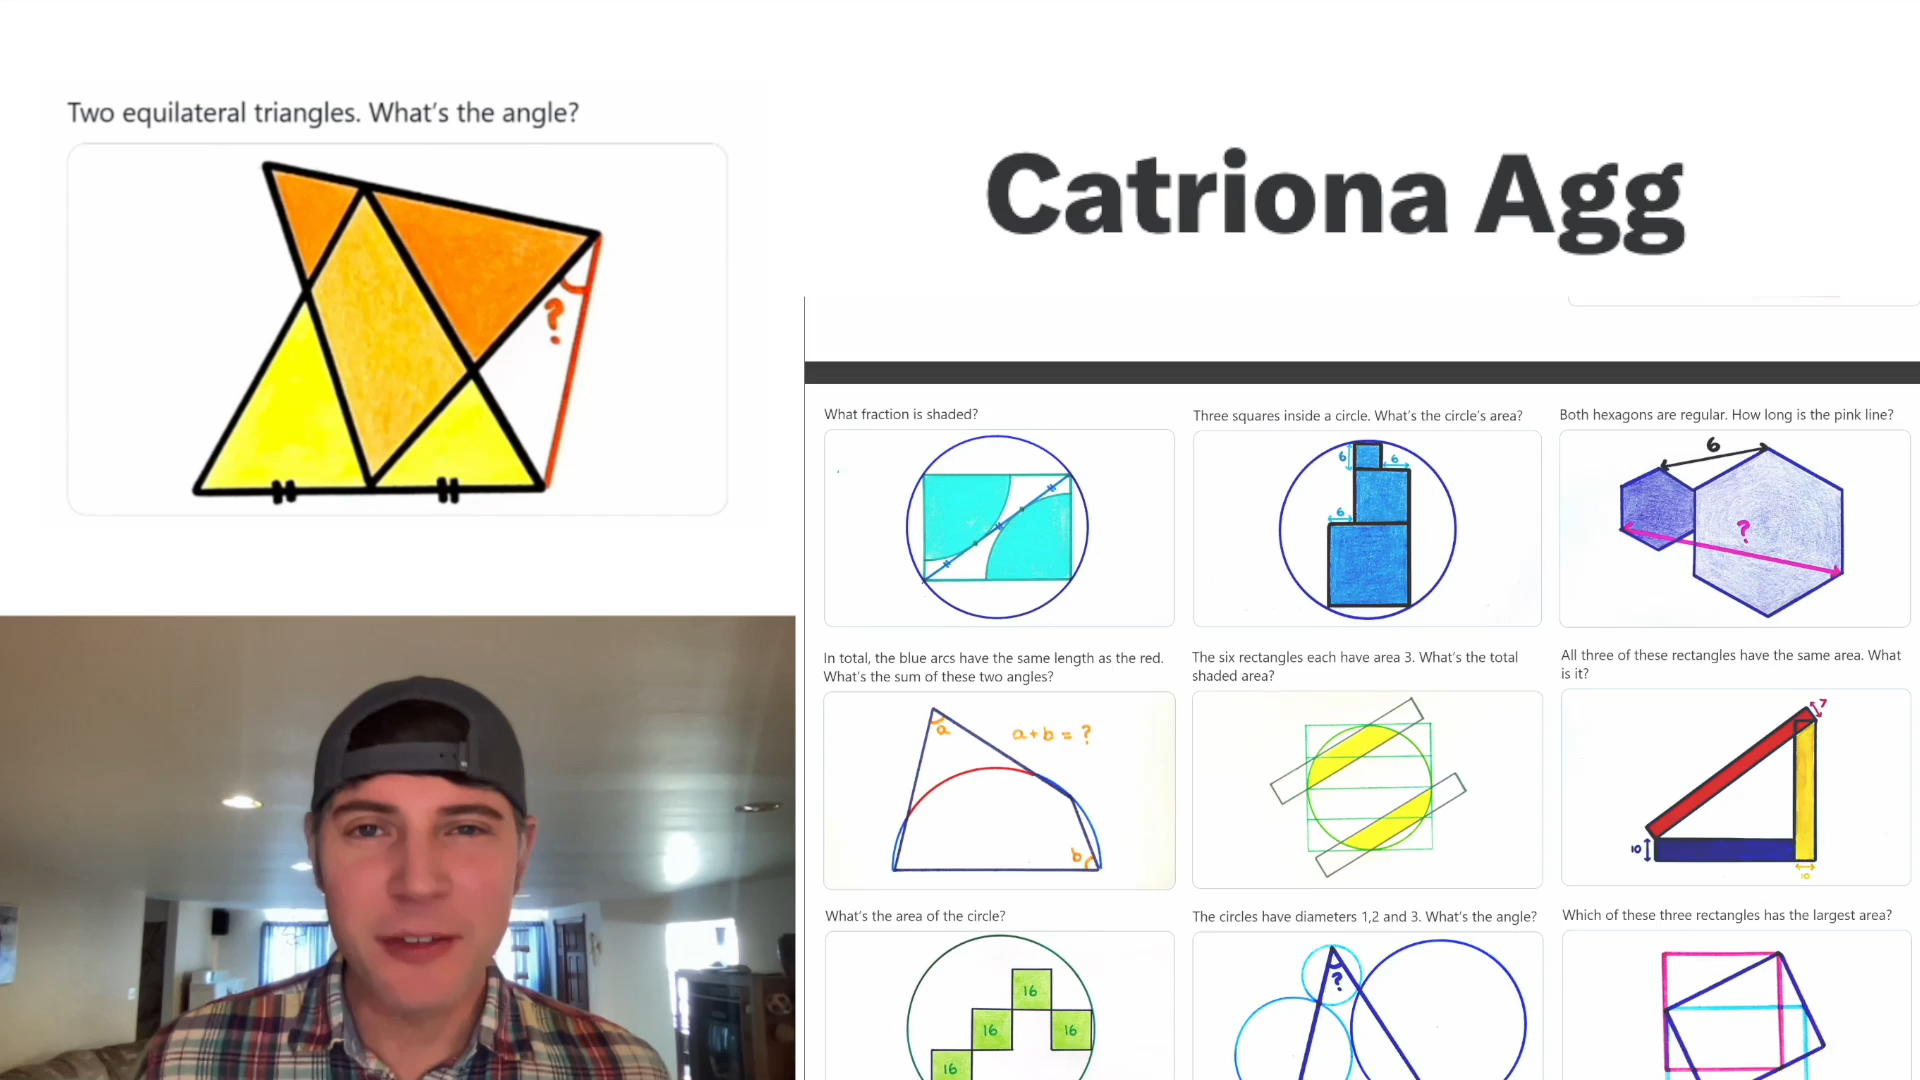 Two equilateral triangles. What's the angle?
?
Catriona Agg
What fraction is shaded?
Three squares inside a circle. What's the circle's area?
6
6
6
Both hexagons are regular. How long is the pink line?
6
?
In total, the blue arcs have the same length as the red.
What's the sum of these two angles?
a
a+b = ?
b
The six rectangles each have area 3. What's the total
shaded area?
All three of these rectangles have the same area. What
is it?
7
10
10
What's the area of the circle?
16
16
16
16
The circles have diameters 1,2 and 3. What's the angle?
?
Which of these three rectangles has the largest area?